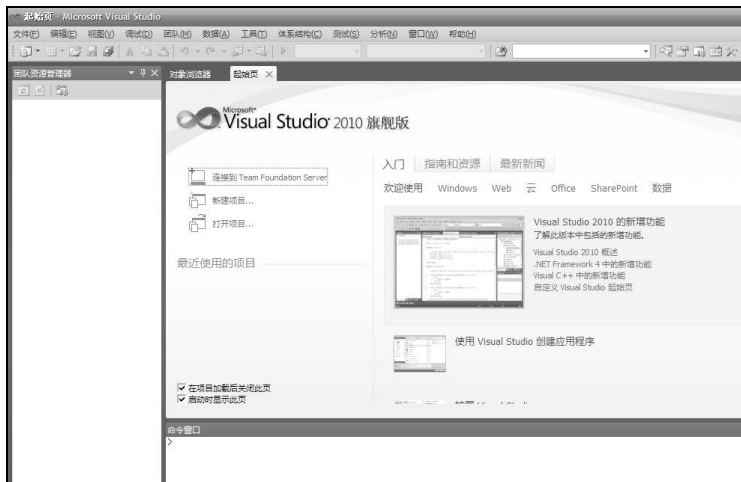 起始页 - Microsoft Visual Studio
文件(F) 编辑(E) 视图(V) 调试(D) 团队(M) 数据(A) 工具(T) 体系结构(C) 测试(S) 分析(N) 窗口(W) 帮助(H)
团队资源管理器
对象浏览器 起始页
Microsoft
Visual Studio 2010 旗舰版
连接到 Team Foundation Server
新建项目...
打开项目...
最近使用的项目
在项目加载后关闭此页
启动时显示此页
入门 指南和资源 最新新闻
欢迎使用 Windows Web 云 Office SharePoint 数据
Visual Studio 2010 的新增功能
了解此版本中包括的新增功能。
Visual Studio 2010 概述
.NET Framework 4 中的新增功能
Visual C++ 中的新增功能
自定义 Visual Studio 起始页
使用 Visual Studio 创建应用程序
命令窗口
>